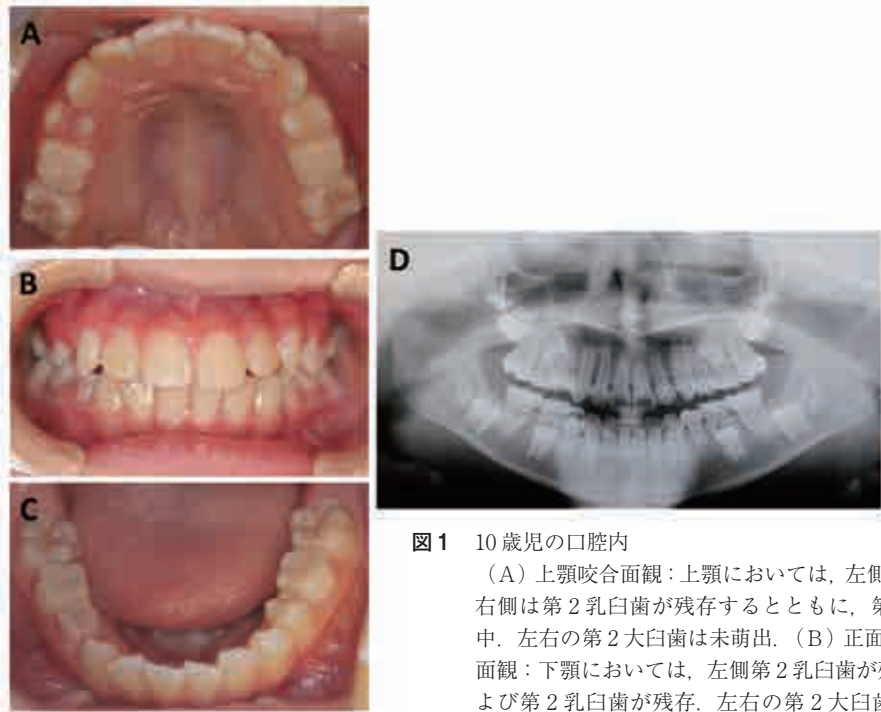 A
B
C
D
図1 10歳児の口腔内
(A)上顎咬合面観:上顎においては,左側
右側は第2乳臼歯が残存するとともに,第
中.左右の第2大臼歯は未萌出.(B)正面
面観:下顎においては,左側第2乳臼歯が残
よび第2乳臼歯が残存.左右の第2大臼歯